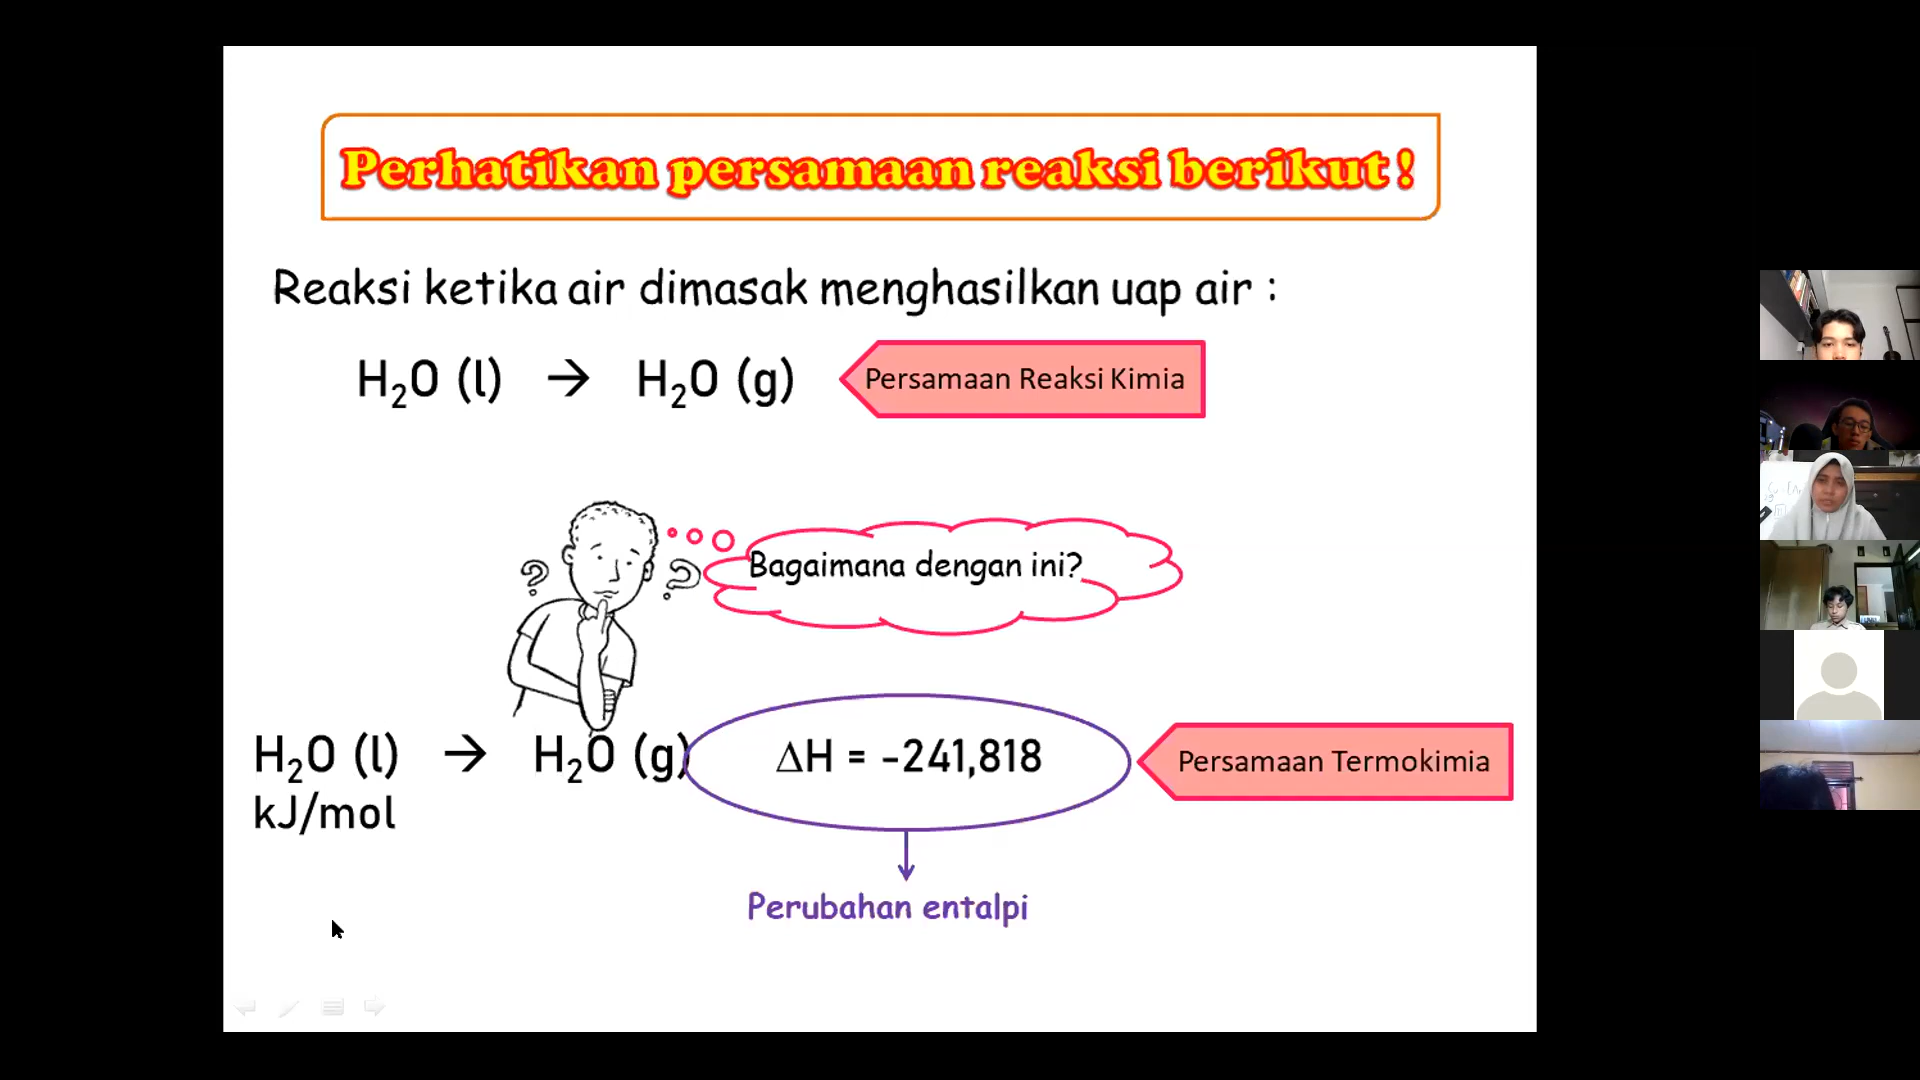 Perhatikan persamaan reaksi berikut !
Reaksi ketika air dimasak menghasilkan uap air :
H₂O (l) → H₂O (g)
Persamaan Reaksi Kimia
? ?
Bagaimana dengan ini?
H₂O (l) → H₂O (g) ΔH = -241,818
kJ/mol
Persamaan Termokimia
Perubahan entalpi